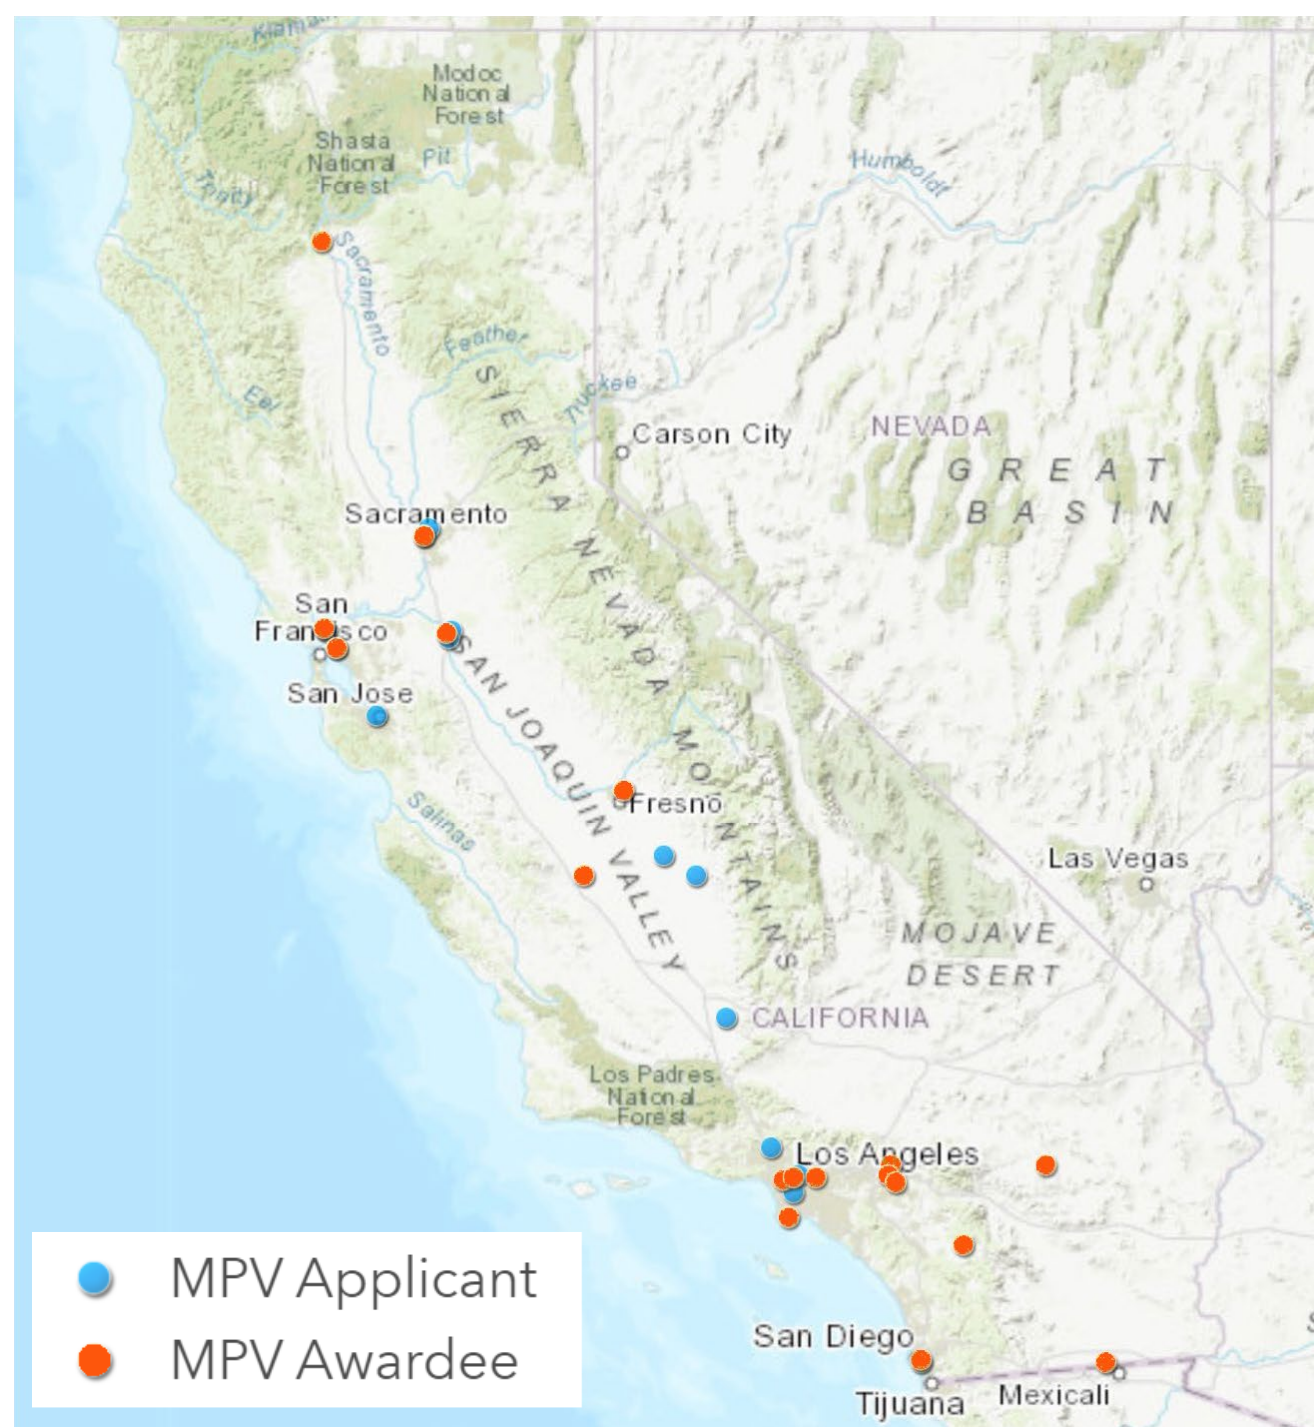 Klamath
Modoc
National
Forest
Shasta
National
Forest
Pit
Trinity
Humboldt
Sacramento
Feather
Truckee
Eel
Carson City
NEVADA
GREAT
BASIN
SIERRA NEVADA MOUNTAINS
Sacramento
San
Francisco
San Jose
SAN JOAQUIN VALLEY
Salinas
Fresno
Las Vegas
MOJAVE
DESERT
CALIFORNIA
Los Padres
National
Forest
Los Angeles
San Diego
Tijuana
Mexicali
MPV Applicant
MPV Awardee